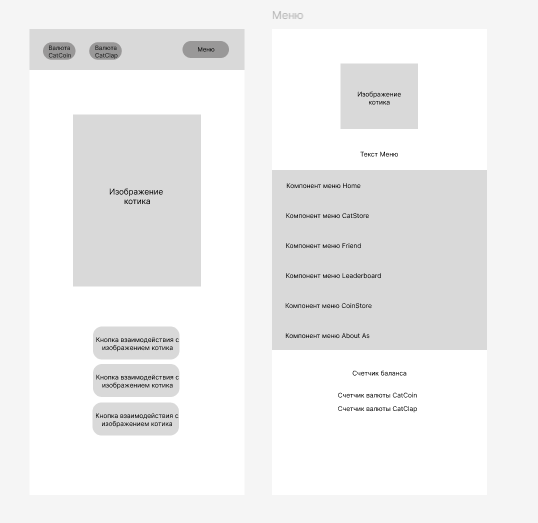 Меню
Валюта
CatCoin
Валюта
CatClap
Меню
Изображение
котика
Кнопка взаимодействия с
изображением котика
Кнопка взаимодействия с
изображением котика
Кнопка взаимодействия с
изображением котика
Изображение
котика
Текст Меню
Компонент меню Home
Компонент меню CatStore
Компонент меню Friend
Компонент меню Leaderboard
Компонент меню CoinStore
Компонент меню About As
Счетчик баланса
Счетчик валюты CatCoin
Счетчик валюты CatClap